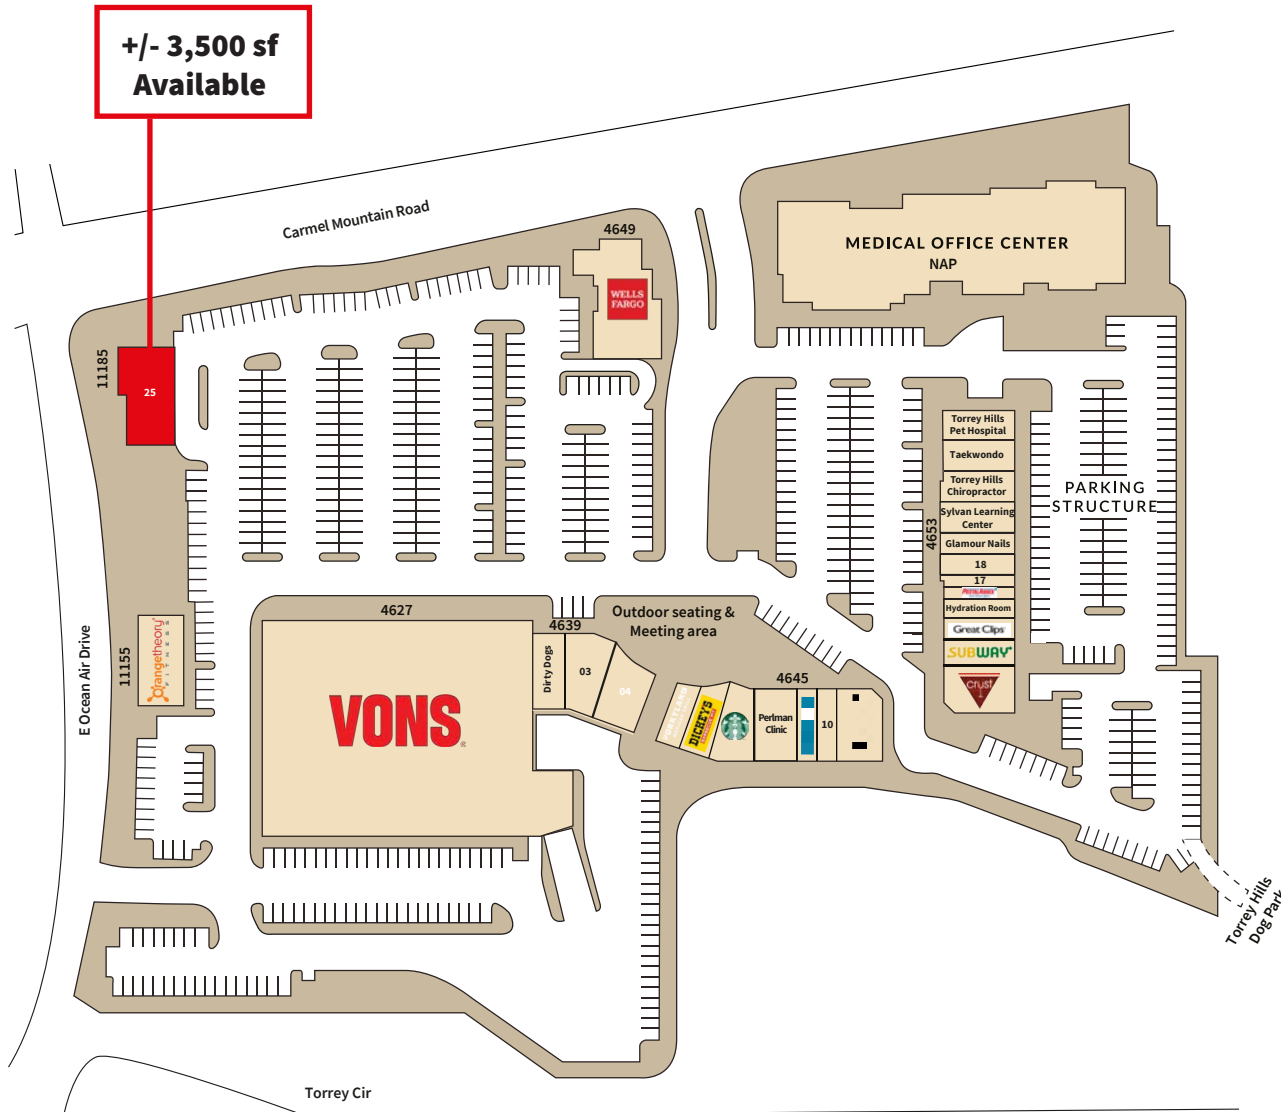 +/- 3,500 sf
Available
Carmel Mountain Road
4649
WELLS
FARGO
MEDICAL OFFICE CENTER
NAP
11185
25
Torrey Hills
Pet Hospital
Taekwondo
Torrey Hills
Chiropractor
Sylvan Learning
Center
Glamour Nails
18
17
Hydration Room
Great Clips
SUBWAY
crust
4653
PARKING
STRUCTURE
4627
4639
Outdoor seating &
Meeting area
E Ocean Air Drive
11155
Orangetheory
FITNESS
VONS
Dirty Dogs
03
04
4645
DICKEYS
Perlman
Clinic
10
Torrey Hills
Dog Park
Torrey Cir